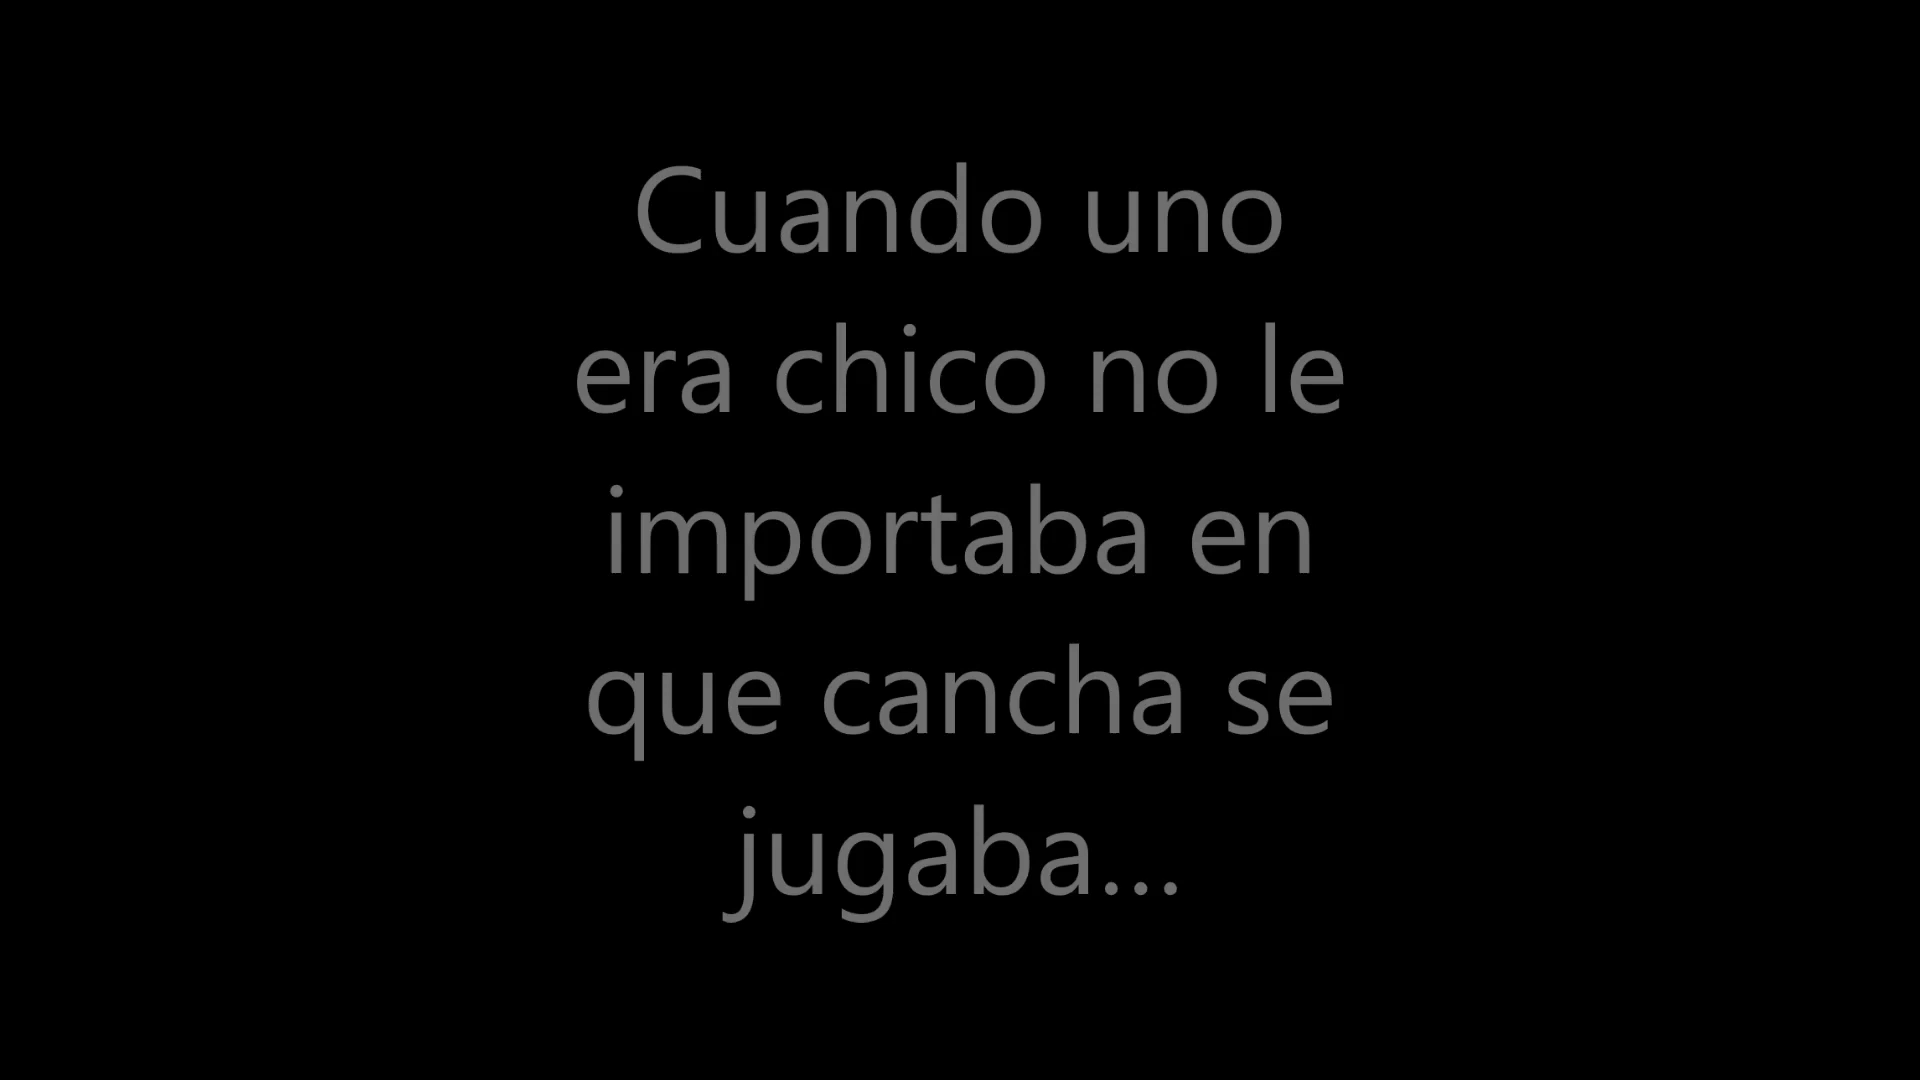 Cuando uno
era chico no le
importaba en
que cancha se
jugaba...